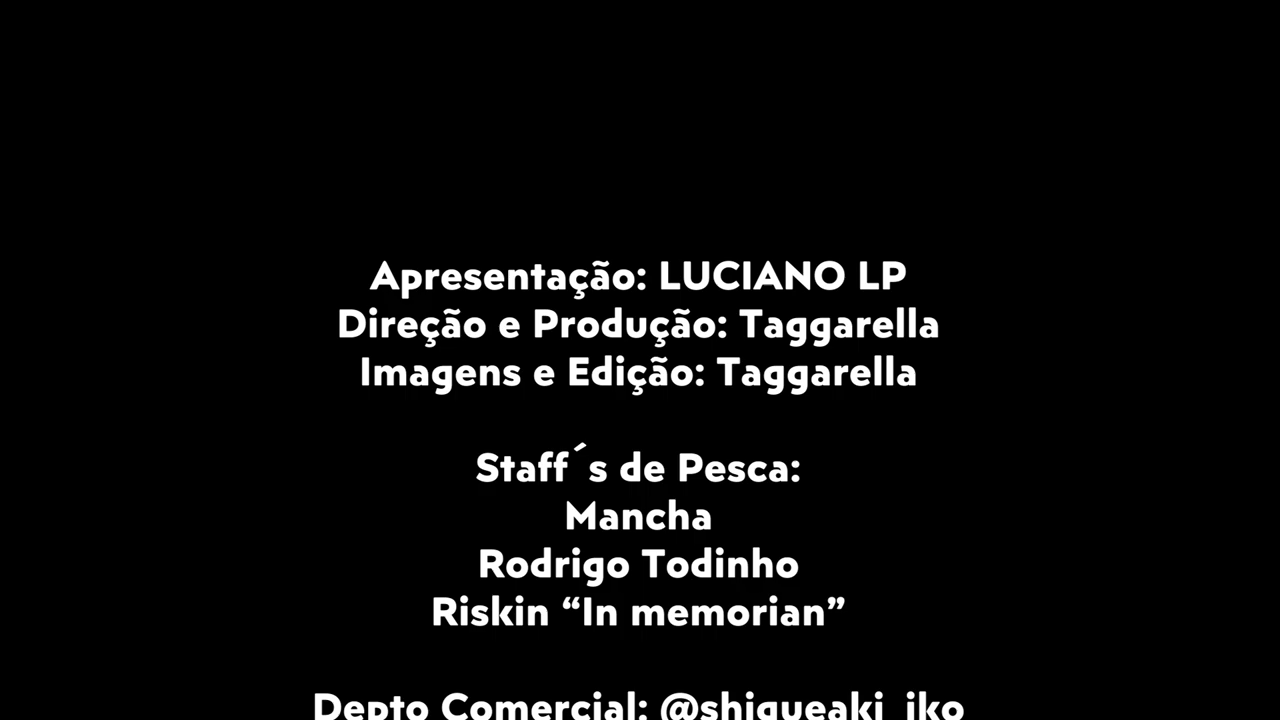 Apresentação: LUCIANO LP
Direção e Produção: Taggarella
Imagens e Edição: Taggarella
Staff´s de Pesca:
Mancha
Rodrigo Todinho
Riskin “In memorian”
Depto Comercial: @shigueaki_iko